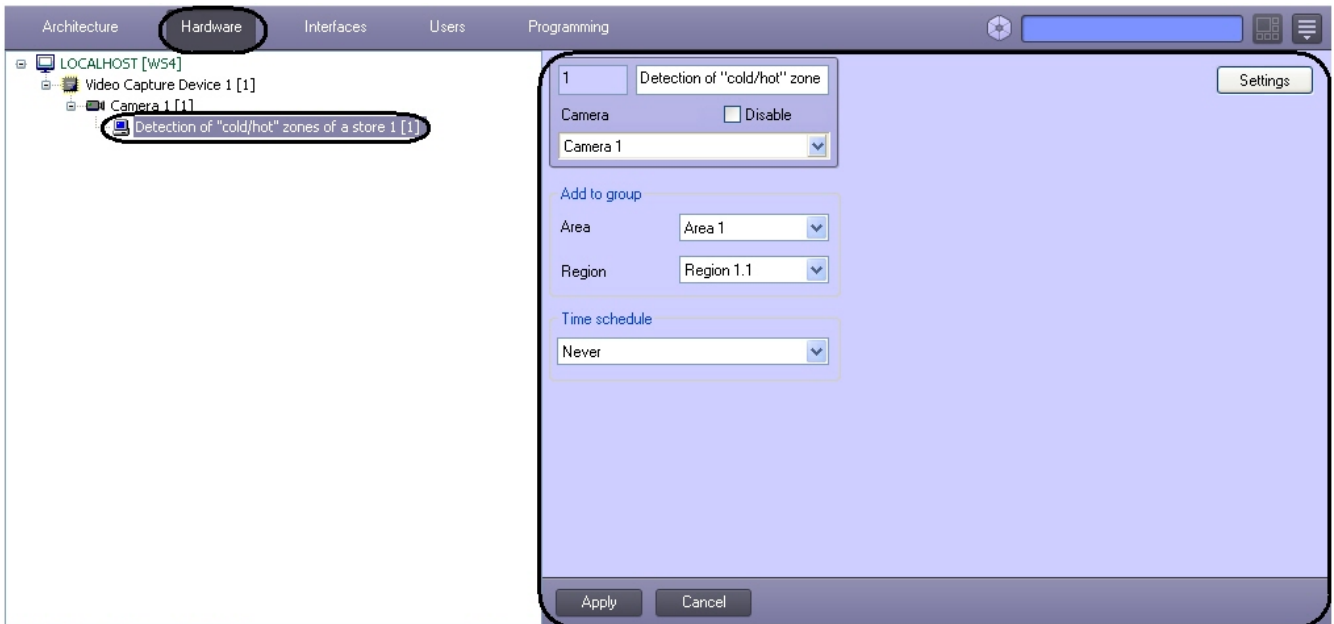 Architecture Hardware Interfaces Users Programming
LOCALHOST [WS4]
Video Capture Device 1 [1]
Camera 1 [1]
Detection of "cold/hot" zones of a store 1 [1]
1 Detection of "cold/hot" zone
Settings
Camera Disable
Camera 1
Add to group
Area Area 1
Region Region 1.1
Time schedule
Never
Apply Cancel